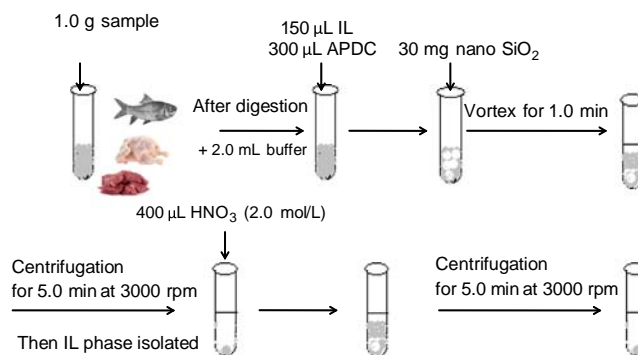 1.0 g sample
150 µL IL
300 µL APDC
30 mg nano SiO₂
After digestion
+ 2.0 mL buffer
Vortex for 1.0 min
400 µL HNO₃ (2.0 mol/L)
Centrifugation
for 5.0 min at 3000 rpm
Then IL phase isolated
Centrifugation
for 5.0 min at 3000 rpm